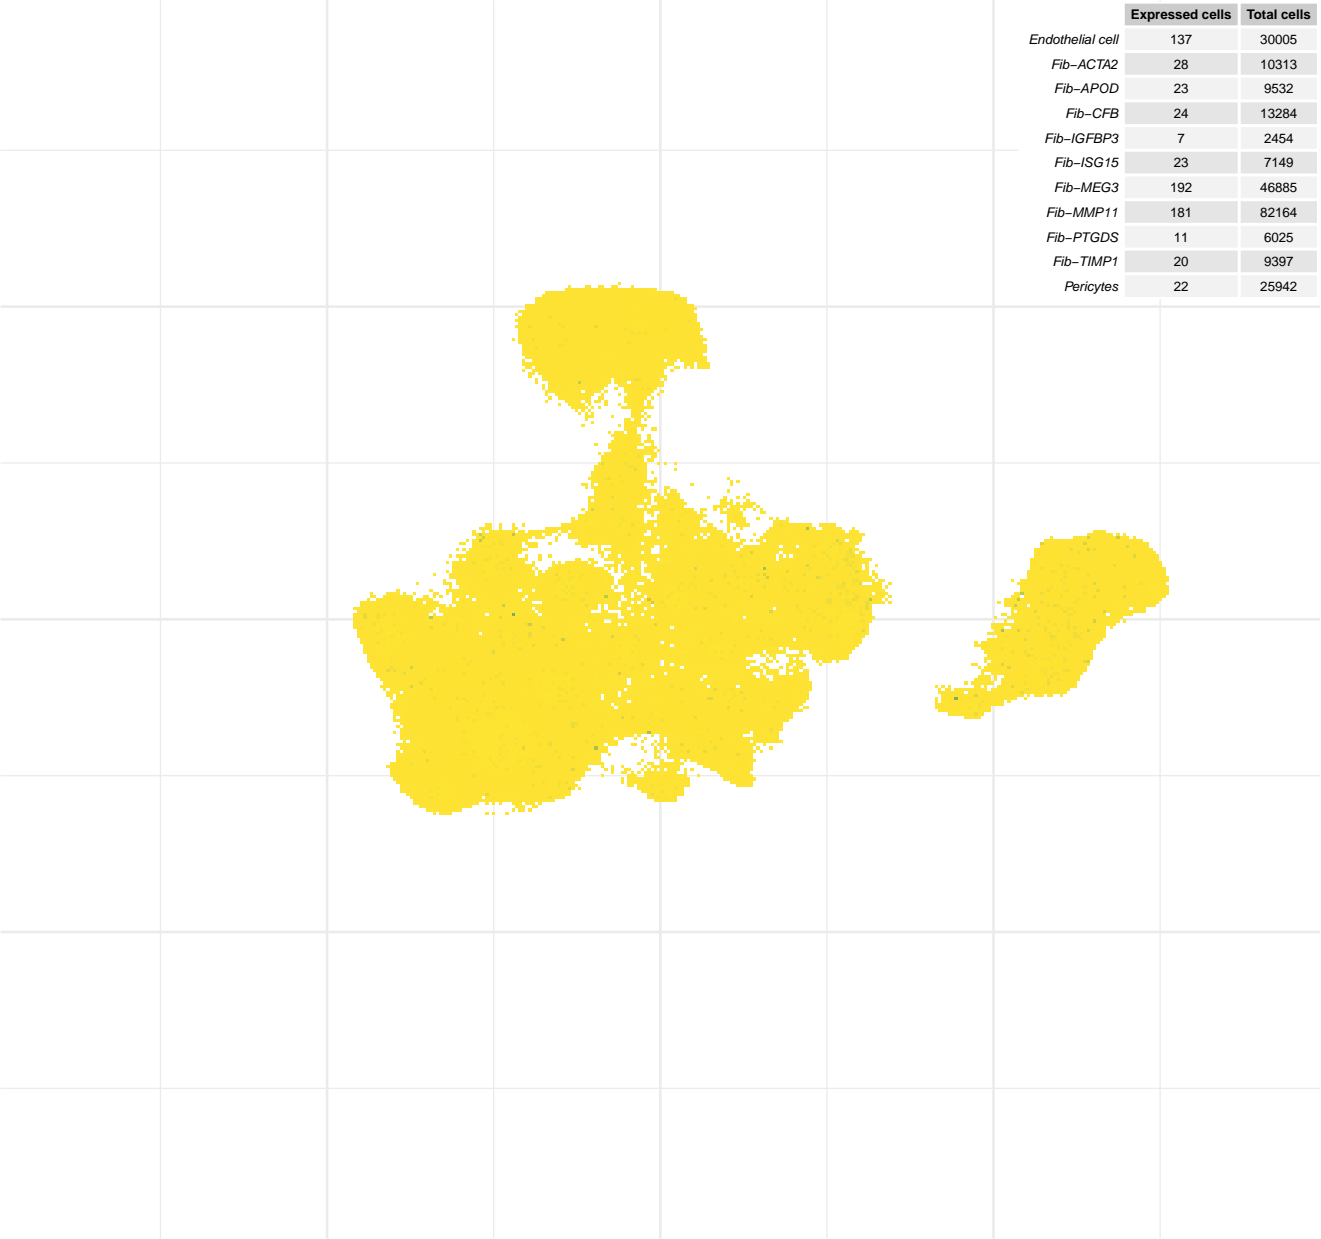 Expressed cells Total cells
Endothelial cell 137 30005
Fib−ACTA2 28 10313
Fib−APOD 23 9532
Fib−CFB 24 13284
Fib−IGFBP3 7 2454
Fib−ISG15 23 7149
Fib−MEG3 192 46885
Fib−MMP11 181 82164
Fib−PTGDS 11 6025
Fib−TIMP1 20 9397
Pericytes 22 25942